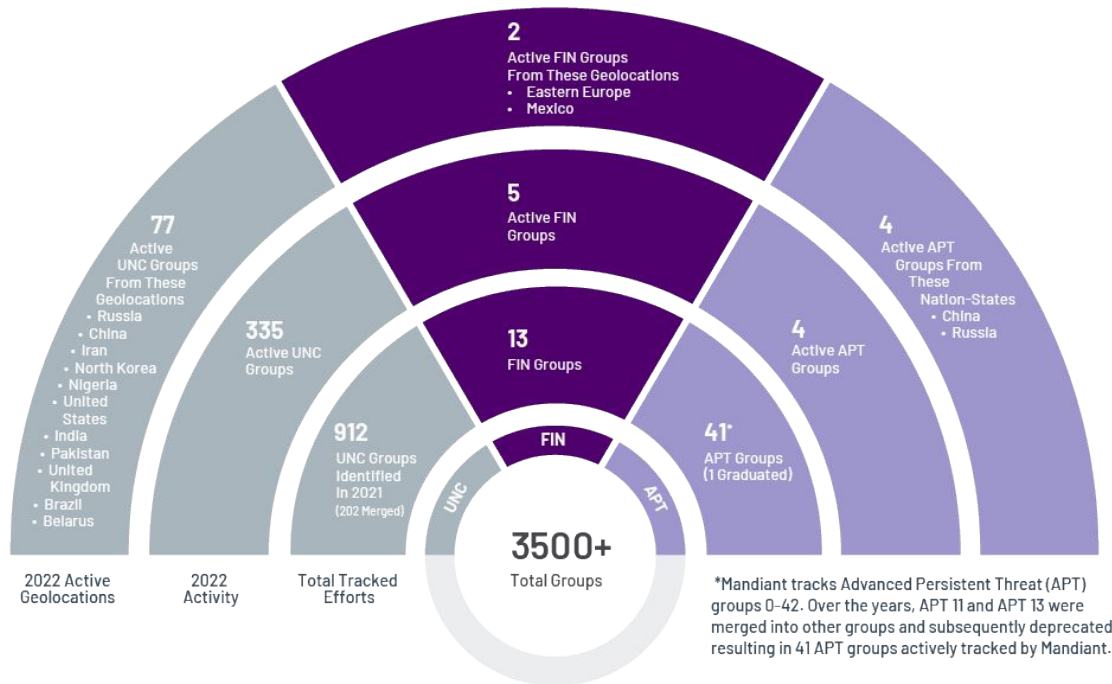 2
Active FIN Groups
From These Geolocations
• Eastern Europe
• Mexico
5
Active FIN
Groups
13
FIN Groups
FIN
77
Active
UNC Groups
From These
Geolocations
• Russia
• China
• Iran
• North Korea
• Nigeria
• United
States
• India
• Pakistan
• United
Kingdom
• Brazil
• Belarus
335
Active UNC
Groups
912
UNC Groups
Identified
in 2021
(202 Merged)
UNC
4
Active APT
Groups From
These
Nation-States
• China
• Russia
4
Active APT
Groups
41*
APT Groups
(1 Graduated)
APT
3500+
Total Groups
2022 Active
Geolocations
2022
Activity
Total Tracked
Efforts
*Mandiant tracks Advanced Persistent Threat (APT)
groups 0-42. Over the years, APT 11 and APT 13 were
merged into other groups and subsequently deprecated
resulting in 41 APT groups actively tracked by Mandiant.